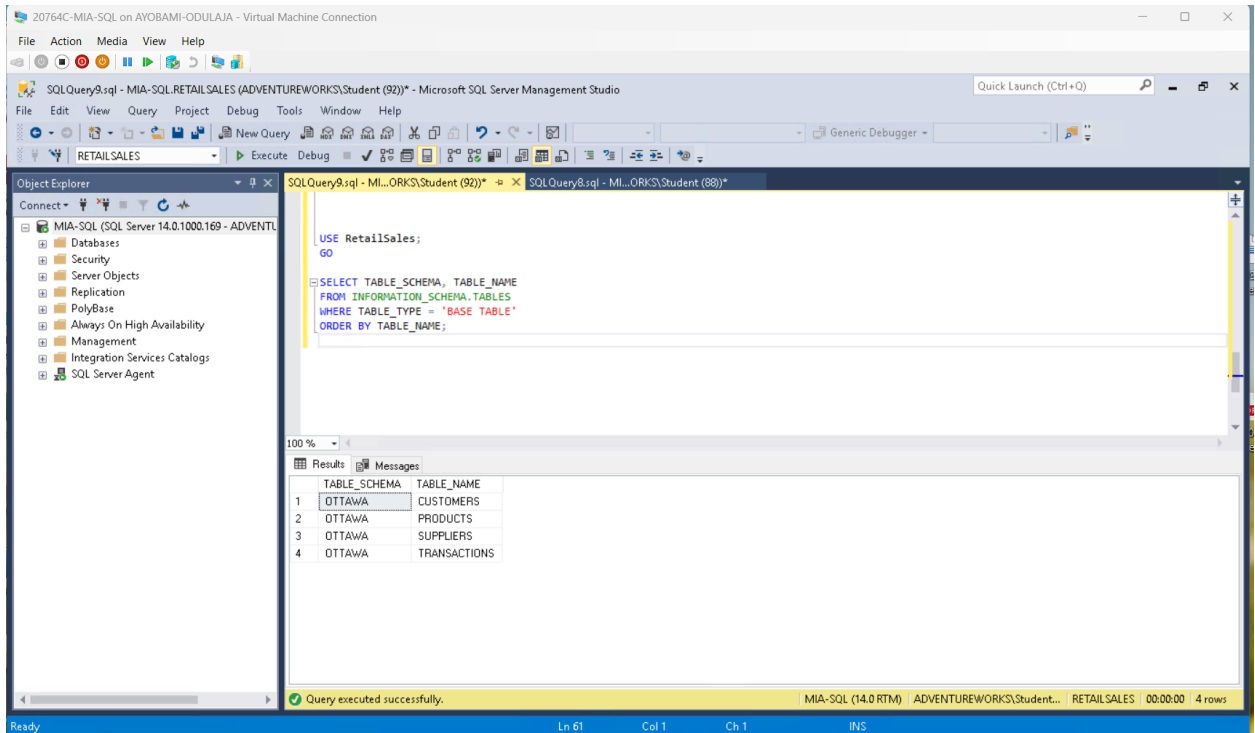 20764C-MIA-SQL on AYOBAMI-ODULAJA - Virtual Machine Connection
File Action Media View Help
SQLQuery9.sql - MIA-SQL.RETAILSALES (ADVENTUREWORKS\Student (92))* - Microsoft SQL Server Management Studio
Quick Launch (Ctrl+Q)
File Edit View Query Project Debug Tools Window Help
New Query
Generic Debugger
RETAILSALES
Execute Debug
Object Explorer
SQLQuery9.sql - MI...ORKS\Student (92))*
SQLQuery8.sql - MI...ORKS\Student (88))*
Connect
MIA-SQL (SQL Server 14.0.1000.169 - ADVENTU
Databases
Security
Server Objects
Replication
PolyBase
Always On High Availability
Management
Integration Services Catalogs
SQL Server Agent
USE RetailSales;
GO
SELECT TABLE_SCHEMA, TABLE_NAME
FROM INFORMATION_SCHEMA.TABLES
WHERE TABLE_TYPE = 'BASE TABLE'
ORDER BY TABLE_NAME;
100 %
Results Messages
TABLE_SCHEMA TABLE_NAME
1 OTTAWA CUSTOMERS
2 OTTAWA PRODUCTS
3 OTTAWA SUPPLIERS
4 OTTAWA TRANSACTIONS
Query executed successfully.
MIA-SQL (14.0 RTM) ADVENTUREWORKS\Student... RETAILSALES 00:00:00 4 rows
Ready Ln 61 Col 1 Ch 1 INS